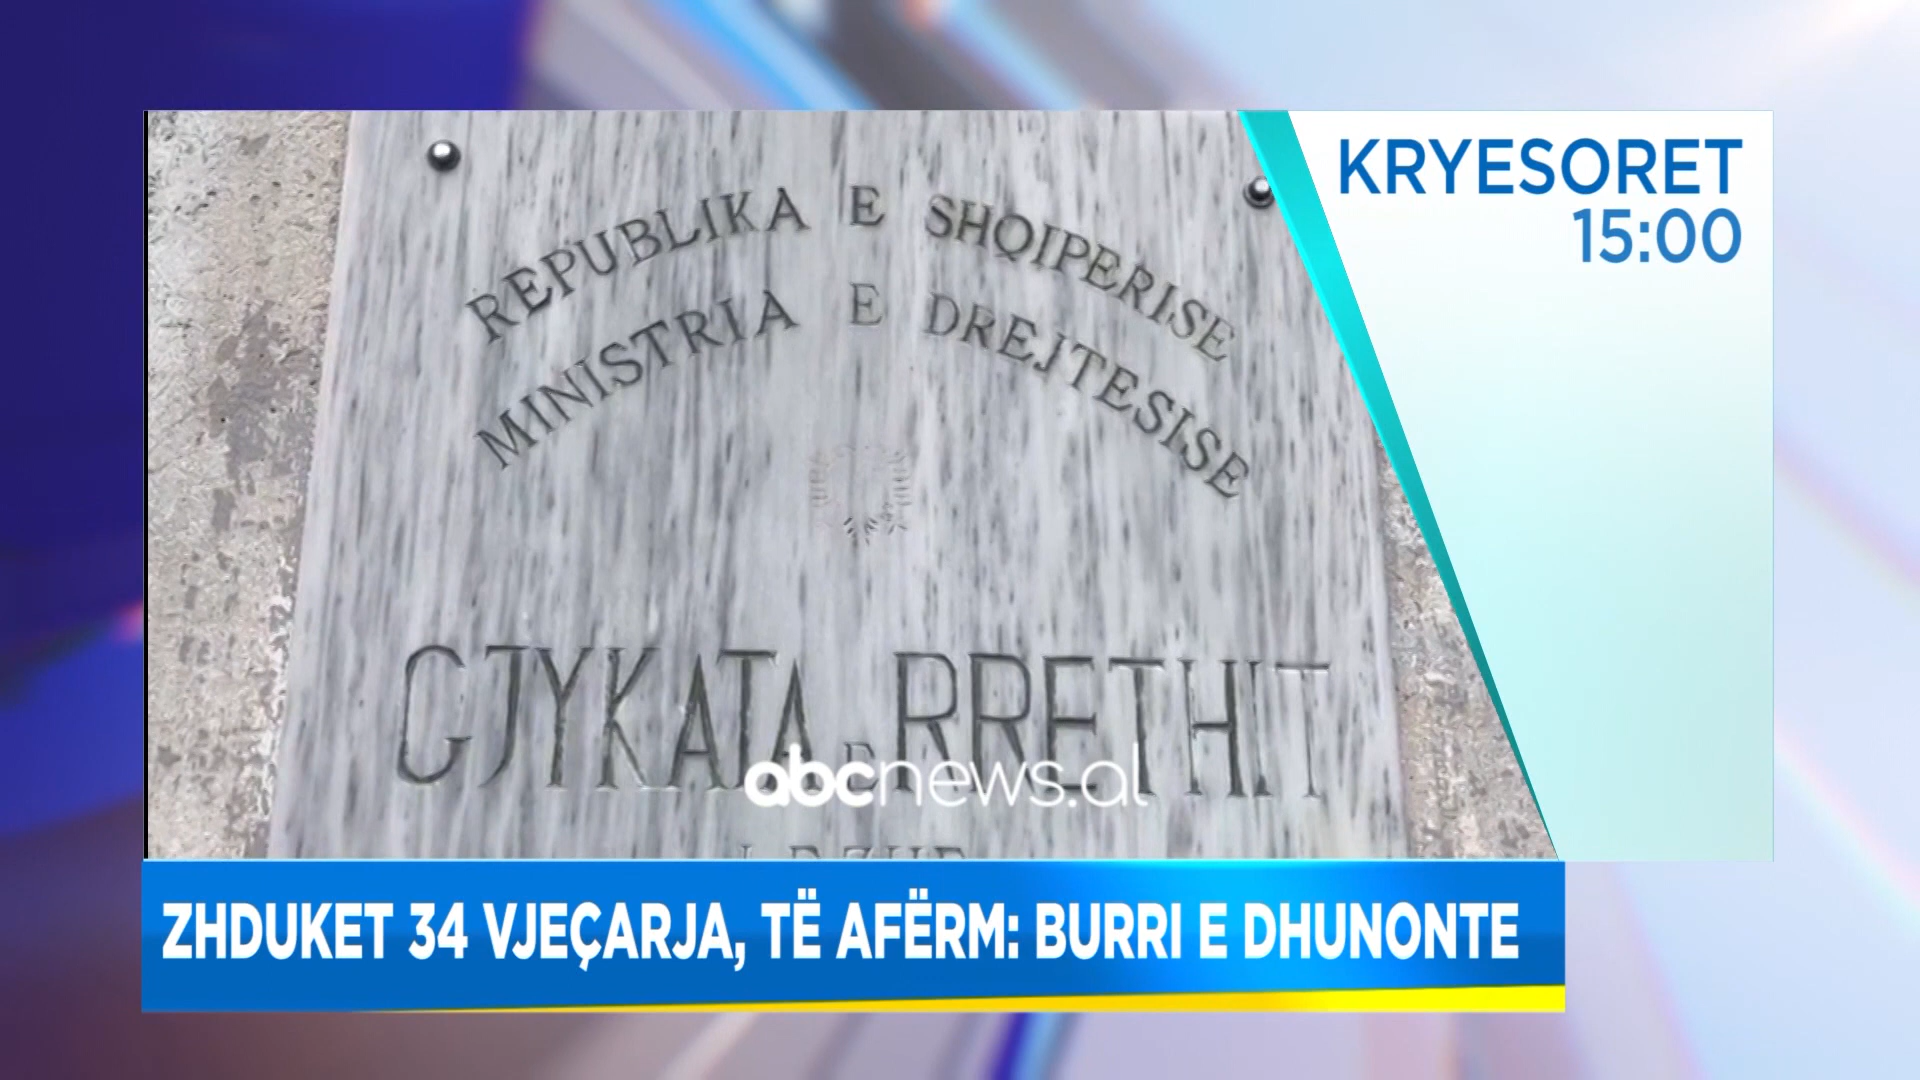 KRYESORET
15:00
REPUBLIKA E SHQIPERISE
MINISTRIA E DREJTESISE
GJYKATA E RRETHIT
abcnews.al
ZHDUKET 34 VJEÇARJA, TË AFËRM: BURRI E DHUNONTE